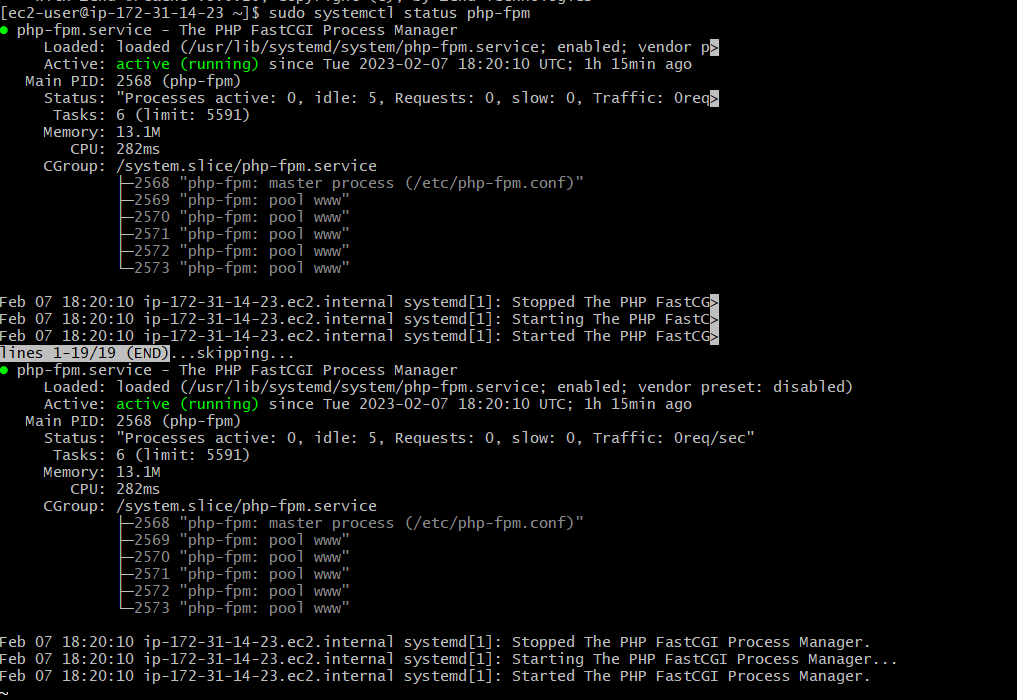 [ec2-user@ip-172-31-14-23 ~]$ sudo systemctl status php-fpm
● php-fpm.service - The PHP FastCGI Process Manager
Loaded: loaded (/usr/lib/systemd/system/php-fpm.service; enabled; vendor p>
Active: active (running) since Tue 2023-02-07 18:20:10 UTC; 1h 15min ago
Main PID: 2568 (php-fpm)
Status: "Processes active: 0, idle: 5, Requests: 0, slow: 0, Traffic: 0req>
Tasks: 6 (limit: 5591)
Memory: 13.1M
CPU: 282ms
CGroup: /system.slice/php-fpm.service
├─2568 "php-fpm: master process (/etc/php-fpm.conf)"
├─2569 "php-fpm: pool www"
├─2570 "php-fpm: pool www"
├─2571 "php-fpm: pool www"
├─2572 "php-fpm: pool www"
└─2573 "php-fpm: pool www"
Feb 07 18:20:10 ip-172-31-14-23.ec2.internal systemd[1]: Stopped The PHP FastCG>
Feb 07 18:20:10 ip-172-31-14-23.ec2.internal systemd[1]: Starting The PHP FastC>
Feb 07 18:20:10 ip-172-31-14-23.ec2.internal systemd[1]: Started The PHP FastCG>
lines 1-19/19 (END)...skipping...
● php-fpm.service - The PHP FastCGI Process Manager
Loaded: loaded (/usr/lib/systemd/system/php-fpm.service; enabled; vendor preset: disabled)
Active: active (running) since Tue 2023-02-07 18:20:10 UTC; 1h 15min ago
Main PID: 2568 (php-fpm)
Status: "Processes active: 0, idle: 5, Requests: 0, slow: 0, Traffic: 0req/sec"
Tasks: 6 (limit: 5591)
Memory: 13.1M
CPU: 282ms
CGroup: /system.slice/php-fpm.service
├─2568 "php-fpm: master process (/etc/php-fpm.conf)"
├─2569 "php-fpm: pool www"
├─2570 "php-fpm: pool www"
├─2571 "php-fpm: pool www"
├─2572 "php-fpm: pool www"
└─2573 "php-fpm: pool www"
Feb 07 18:20:10 ip-172-31-14-23.ec2.internal systemd[1]: Stopped The PHP FastCGI Process Manager.
Feb 07 18:20:10 ip-172-31-14-23.ec2.internal systemd[1]: Starting The PHP FastCGI Process Manager...
Feb 07 18:20:10 ip-172-31-14-23.ec2.internal systemd[1]: Started The PHP FastCGI Process Manager.
~